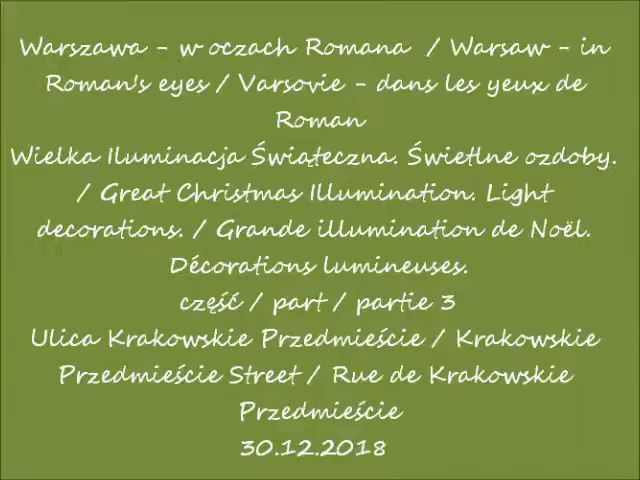 Warszawa - w oczach Romana / Warsaw - in
Roman's eyes / Varsovie - dans les yeux de
Roman
Wielka Iluminacja Świąteczna. Świetlne ozdoby.
/ Great Christmas Illumination. Light
decorations. / Grande illumination de Noël.
Décorations lumineuses.
część / part / partie 3
Ulica Krakowskie Przedmieście / Krakowskie
Przedmieście Street / Rue de Krakowskie
Przedmieście
30.12.2018